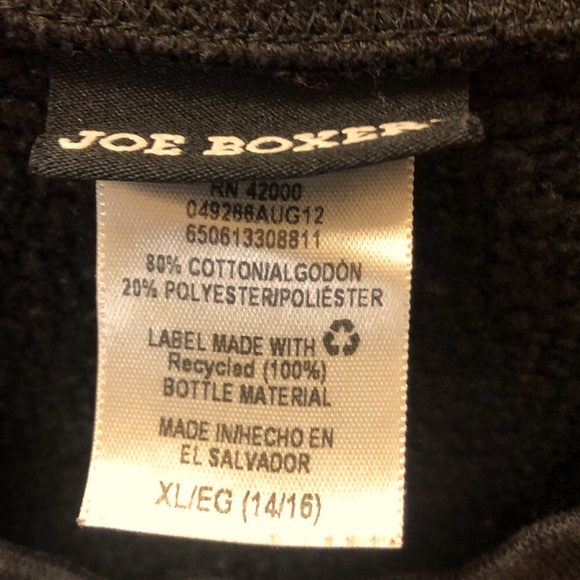 JOE BOXER
RN 42000
049266AUG12
650613308811
80% COTTON/ALGODÓN
20% POLYESTER/POLIÉSTER
LABEL MADE WITH
Recycled (100%)
BOTTLE MATERIAL
MADE IN/HECHO EN
EL SALVADOR
XL/EG (14/16)